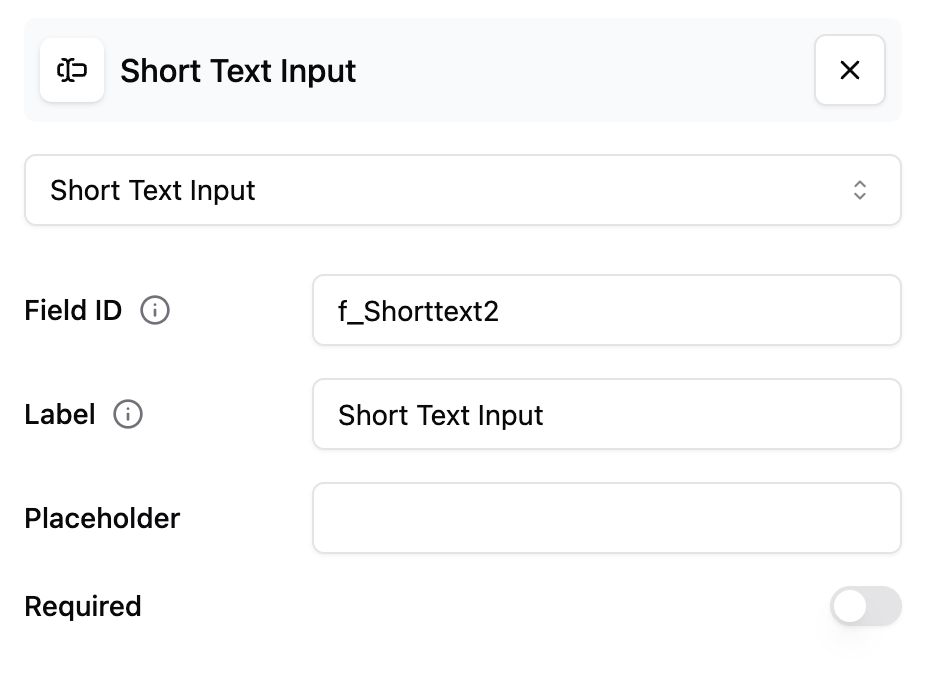 Short Text Input
Short Text Input
Field ID
f_Shorttext2
Label
Short Text Input
Placeholder
Required